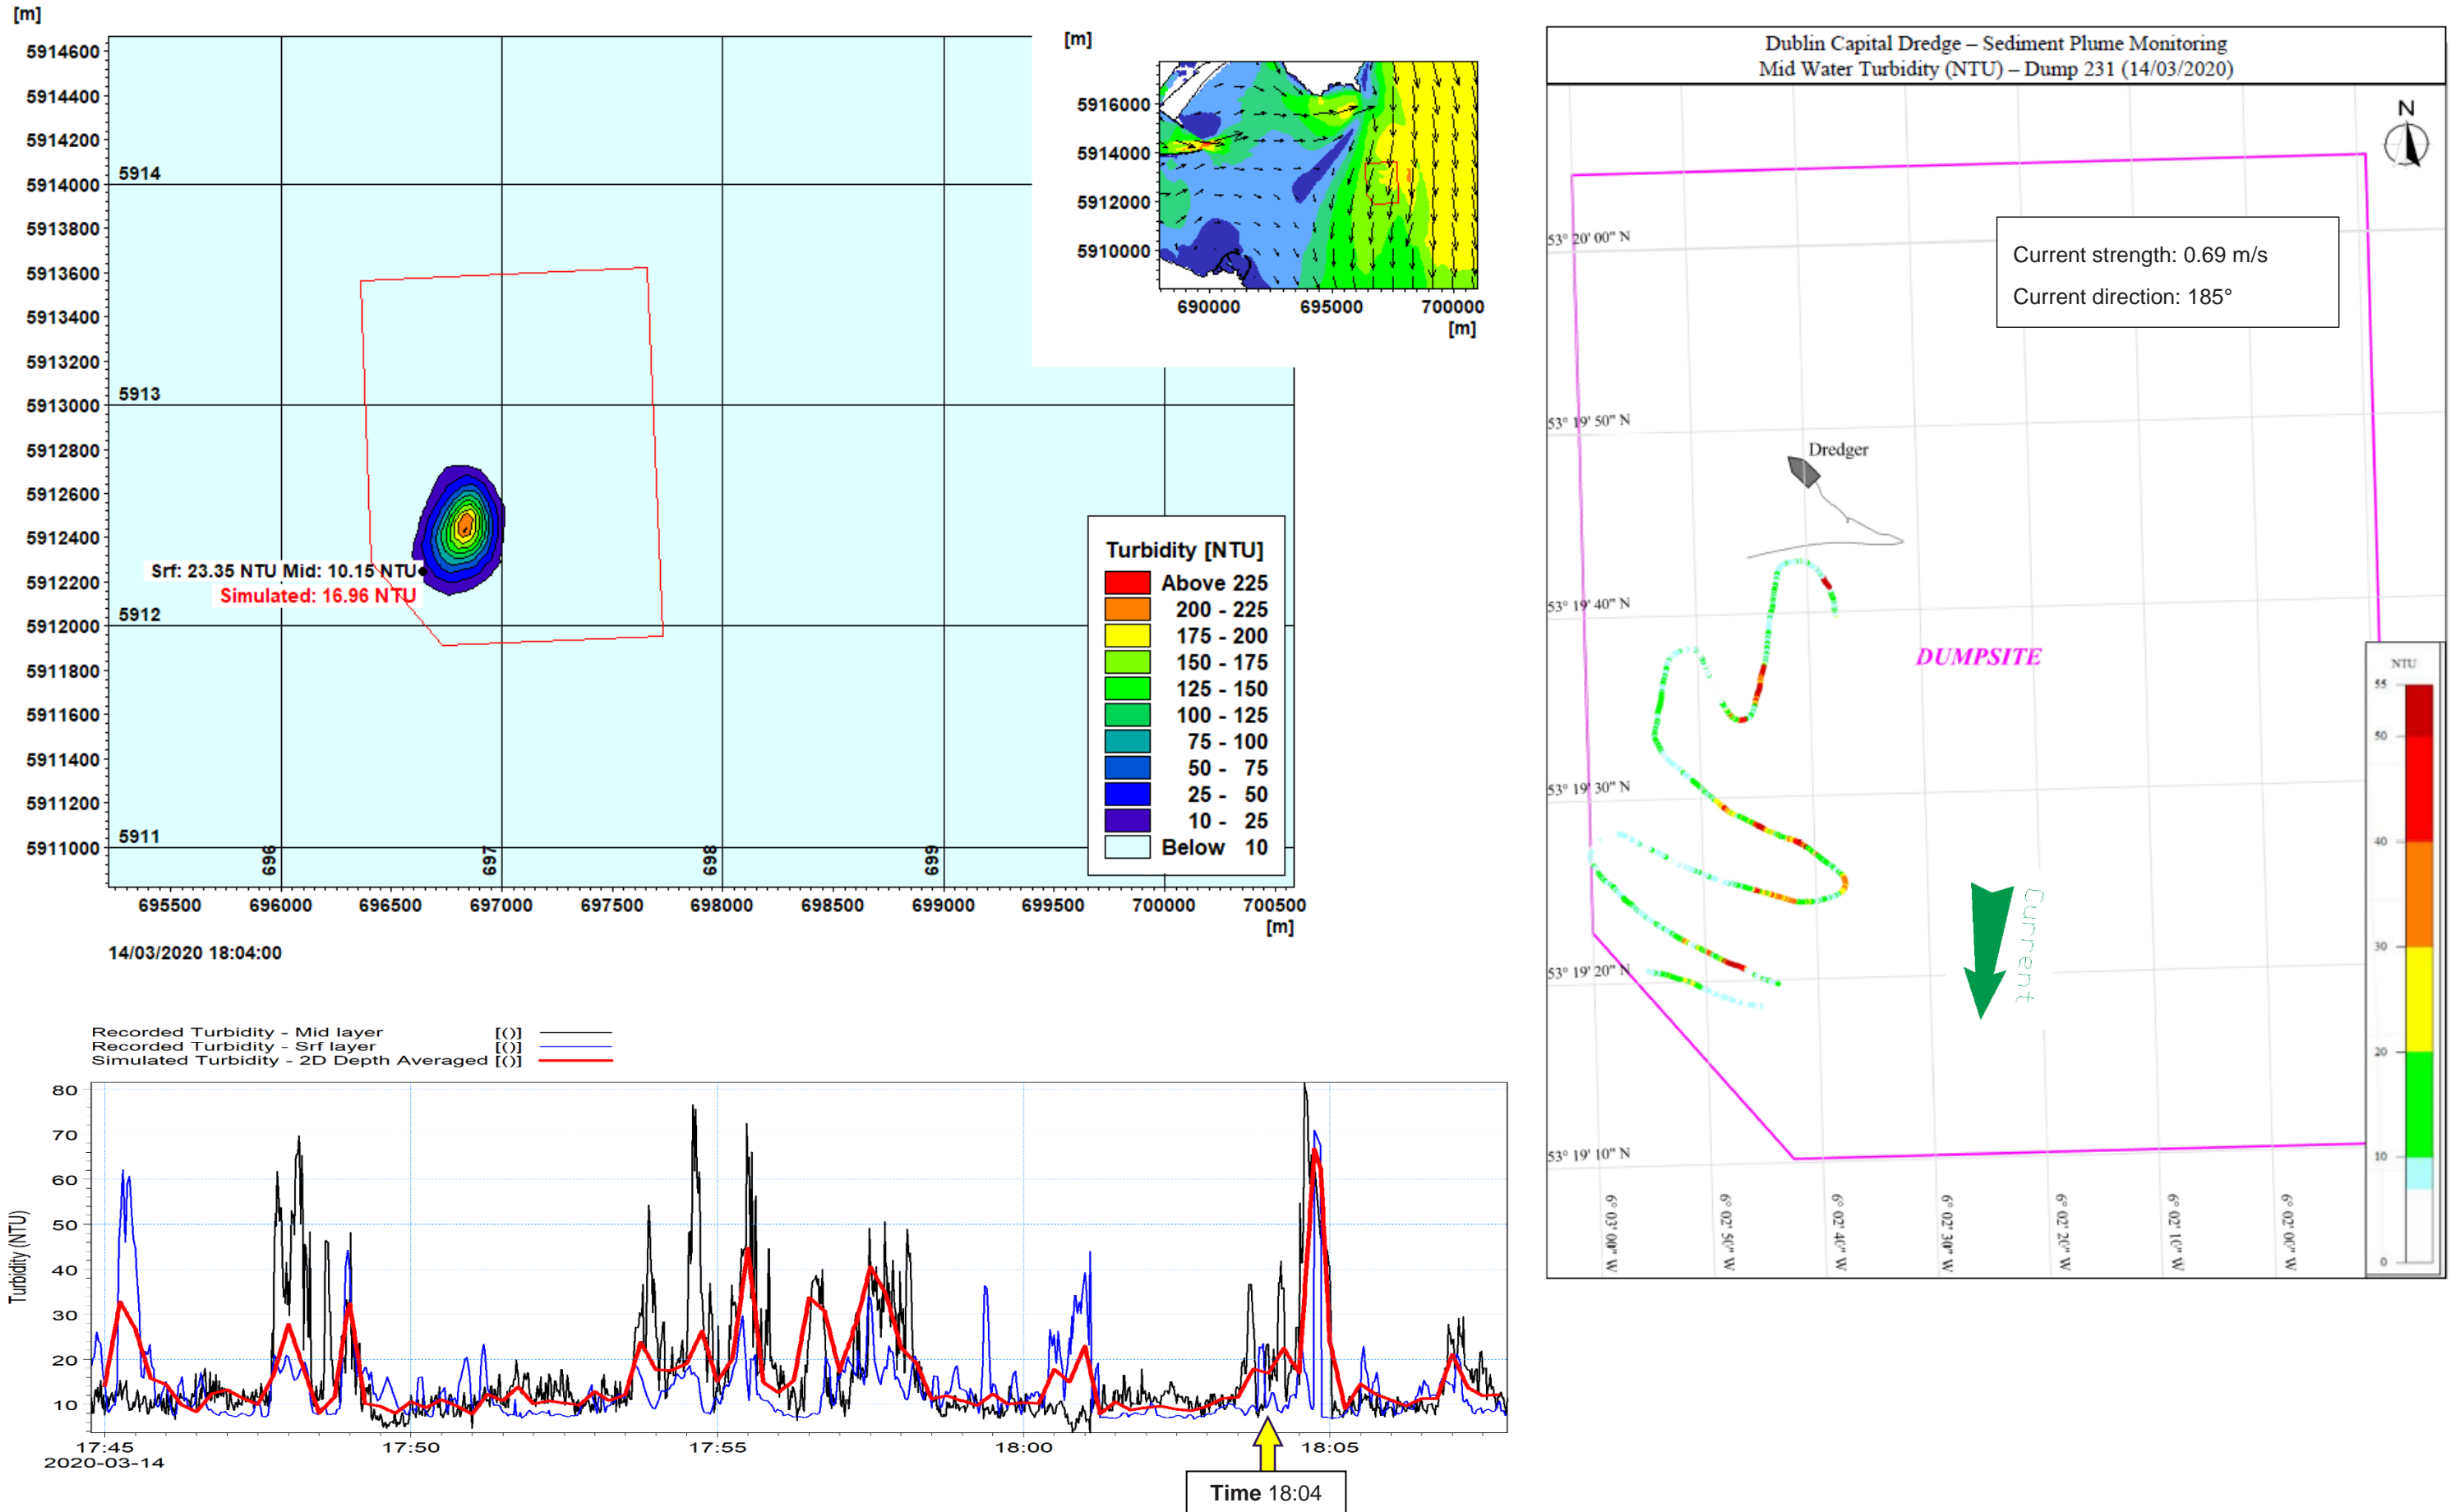 [m]
5914600
5914400
5914200
5914000
5913800
5913600
5913400
5913200
5913000
5912800
5912600
5912400
5912200
5912000
5911800
5911600
5911400
5911200
5911000
5914
5913
5912
5911
696
697
698
699
695500 696000 696500 697000 697500 698000 698500 699000 699500 700000 700500
[m]
Srf: 23.35 NTU Mid: 10.15 NTU
Simulated: 16.96 NTU
14/03/2020 18:04:00
Turbidity [NTU]
Above 225
200 - 225
175 - 200
150 - 175
125 - 150
100 - 125
75 - 100
50 - 75
25 - 50
10 - 25
Below 10
[m]
5916000
5914000
5912000
5910000
690000 695000 700000
[m]
Dublin Capital Dredge – Sediment Plume Monitoring
Mid Water Turbidity (NTU) – Dump 231 (14/03/2020)
N
Current strength: 0.69 m/s
Current direction: 185°
53° 20' 00" N
53° 19' 50" N
53° 19' 40" N
53° 19' 30" N
53° 19' 20" N
53° 19' 10" N
Dredger
DUMPSITE
Current
NTU
55
50
40
30
20
10
0
6° 03' 00" W
6° 02' 50" W
6° 02' 40" W
6° 02' 30" W
6° 02' 20" W
6° 02' 10" W
6° 02' 00" W
Recorded Turbidity - Mid layer [()]
Recorded Turbidity - Srf layer [()]
Simulated Turbidity - 2D Depth Averaged [()]
Turbidity (NTU)
80
70
60
50
40
30
20
10
17:45 17:50 17:55 18:00 18:05
2020-03-14
Time 18:04